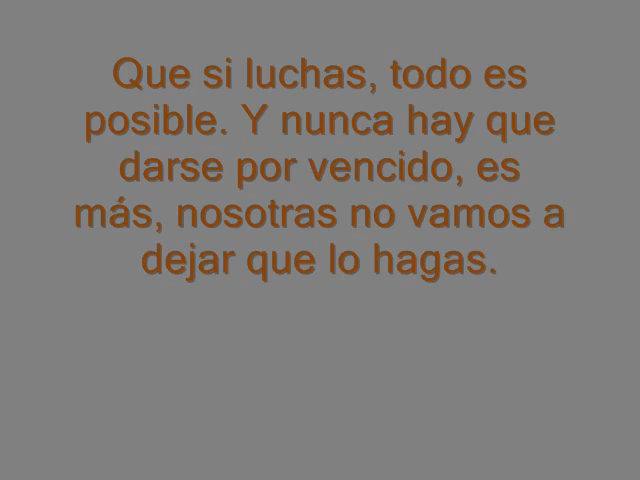 Que si luchas, todo es
posible. Y nunca hay que
darse por vencido, es
más, nosotras no vamos a
dejar que lo hagas.